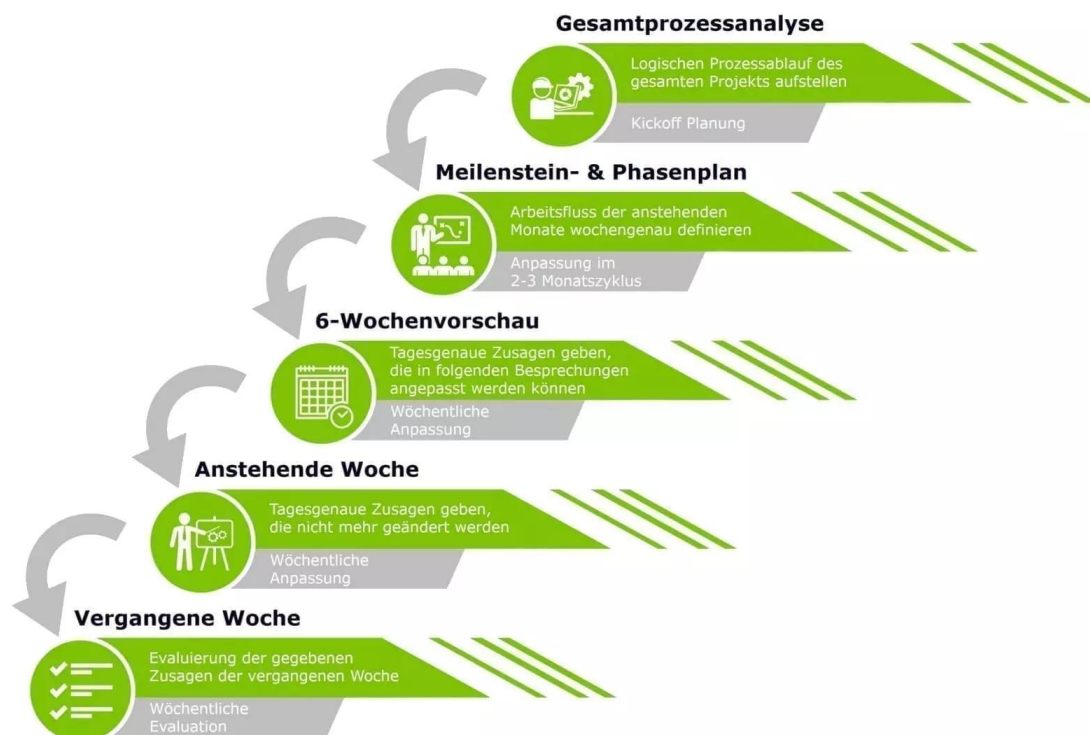 Gesamtprozessanalyse
Logischen Prozessablauf des
gesamten Projekts aufstellen
Kickoff Planung
Meilenstein- & Phasenplan
Arbeitsfluss der anstehenden
Monate wochengenau definieren
Anpassung im
2-3 Monatszyklus
6-Wochenvorschau
Tagesgenaue Zusagen geben,
die in folgenden Besprechungen
angepasst werden können
Wöchentliche
Anpassung
Anstehende Woche
Tagesgenaue Zusagen geben,
die nicht mehr geändert werden
Wöchentliche
Anpassung
Vergangene Woche
Evaluierung der gegebenen
Zusagen der vergangenen Woche
Wöchentliche
Evaluation